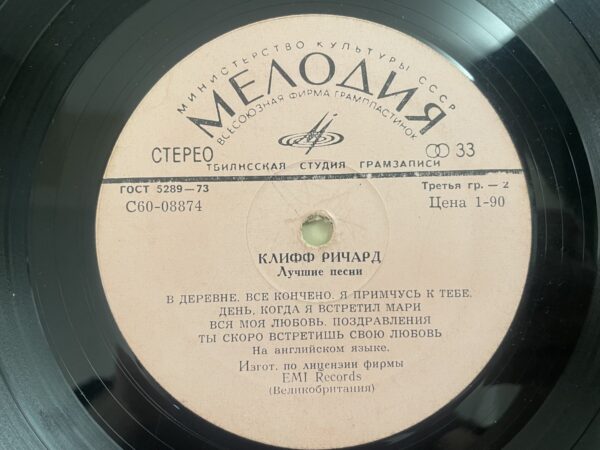 МИНИСТЕРСТВО КУЛЬТУРЫ СССР
МЕЛОДИЯ
ВСЕСОЮЗНАЯ ФИРМА ГРАМПЛАСТИНОК
СТЕРЕО 33
ТБИЛИССКАЯ СТУДИЯ ГРАМЗАПИСИ
ГОСТ 5289—73 Третья гр. — 2
С60-08874 Цена 1-90
КЛИФФ РИЧАРД
Лучшие песни
В ДЕРЕВНЕ. ВСЕ КОНЧЕНО. Я ПРИМЧУСЬ К ТЕБЕ.
ДЕНЬ, КОГДА Я ВСТРЕТИЛ МАРИ
ВСЯ МОЯ ЛЮБОВЬ. ПОЗДРАВЛЕНИЯ
ТЫ СКОРО ВСТРЕТИШЬ СВОЮ ЛЮБОВЬ
На английском языке.
Изгот. по лицензии фирмы
EMI Records
(Великобритания)